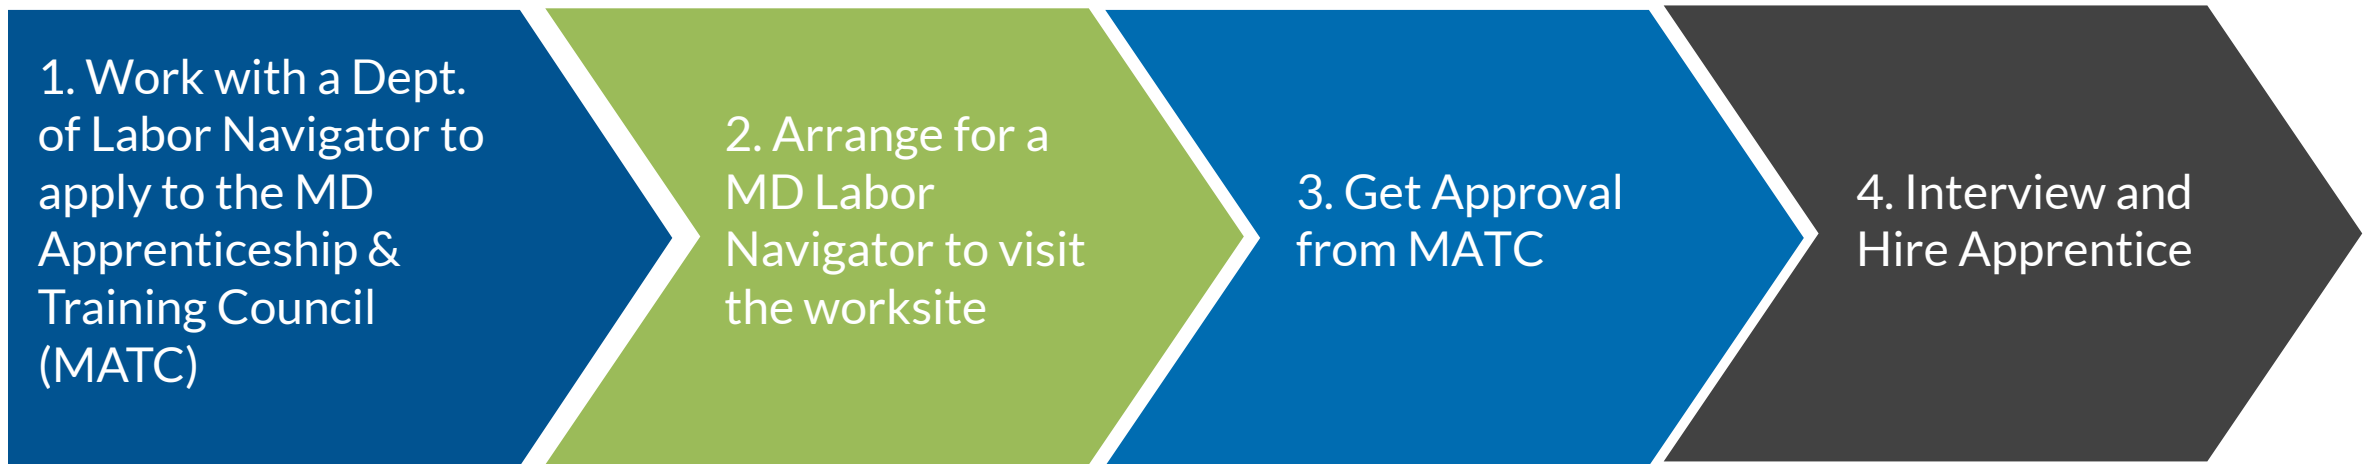 1. Work with a Dept.
of Labor Navigator to
apply to the MD
Apprenticeship &
Training Council
(MATC)
2. Arrange for a
MD Labor
Navigator to visit
the worksite
3. Get Approval
from MATC
4. Interview and
Hire Apprentice